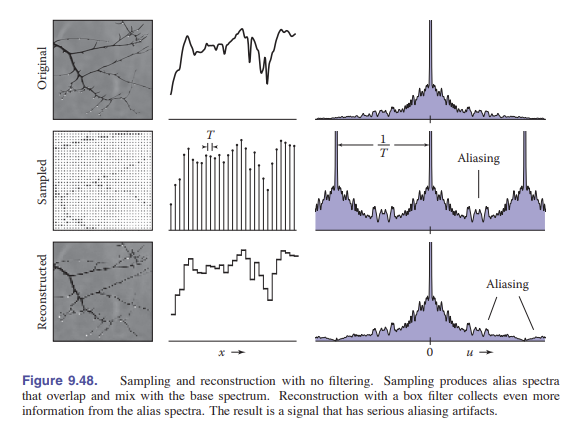 Original
Sampled
T
1
T
Aliasing
Reconstructed
Aliasing
x
0
u
Figure 9.48. Sampling and reconstruction with no filtering. Sampling produces alias spectra
that overlap and mix with the base spectrum. Reconstruction with a box filter collects even more
information from the alias spectra. The result is a signal that has serious aliasing artifacts.